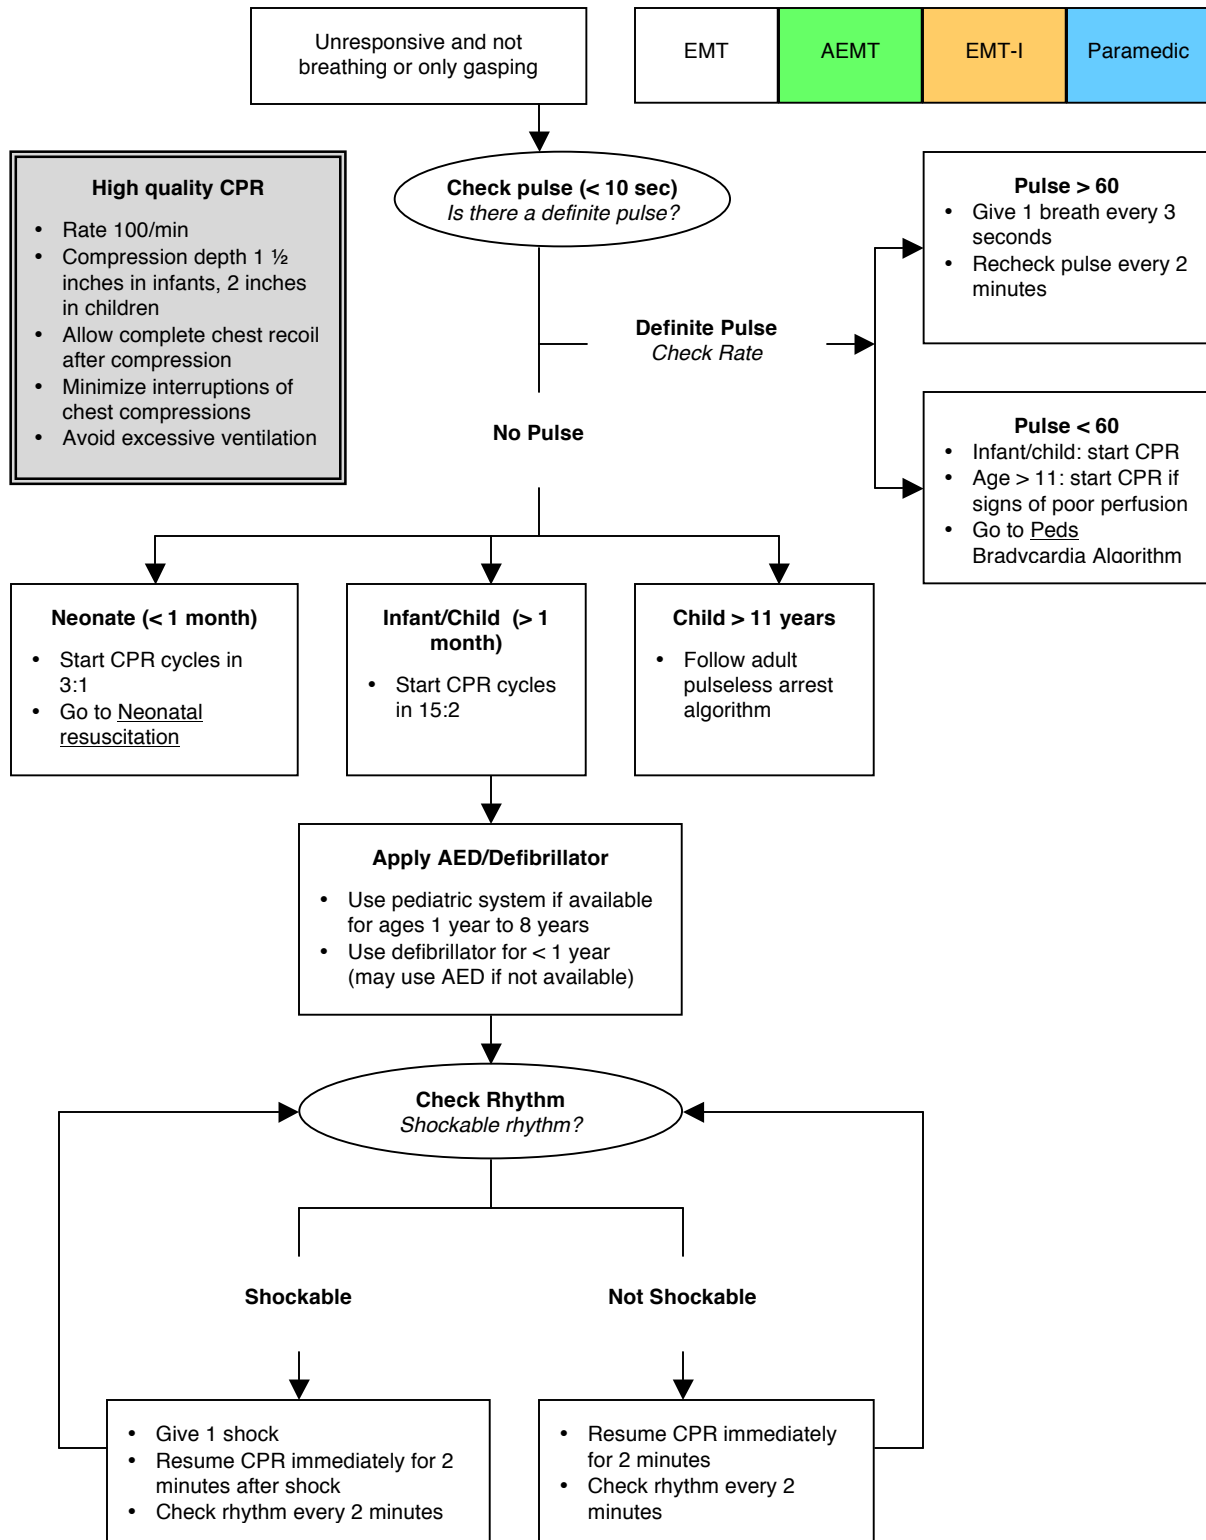 Unresponsive and not
breathing or only gasping
EMT
AEMT
EMT-I
Paramedic
High quality CPR
• Rate 100/min
• Compression depth 1 ½
inches in infants, 2 inches
in children
• Allow complete chest recoil
after compression
• Minimize interruptions of
chest compressions
• Avoid excessive ventilation
Check pulse (< 10 sec)
Is there a definite pulse?
Pulse > 60
• Give 1 breath every 3
seconds
• Recheck pulse every 2
minutes
Definite Pulse
Check Rate
Pulse < 60
• Infant/child: start CPR
• Age > 11: start CPR if
signs of poor perfusion
• Go to Peds
Bradycardia Algorithm
No Pulse
Neonate (< 1 month)
• Start CPR cycles in
3:1
• Go to Neonatal
resuscitation
Infant/Child (> 1
month)
• Start CPR cycles
in 15:2
Child > 11 years
• Follow adult
pulseless arrest
algorithm
Apply AED/Defibrillator
• Use pediatric system if available
for ages 1 year to 8 years
• Use defibrillator for < 1 year
(may use AED if not available)
Check Rhythm
Shockable rhythm?
Shockable
Not Shockable
• Give 1 shock
• Resume CPR immediately for 2
minutes after shock
• Check rhythm every 2 minutes
• Resume CPR immediately
for 2 minutes
• Check rhythm every 2
minutes